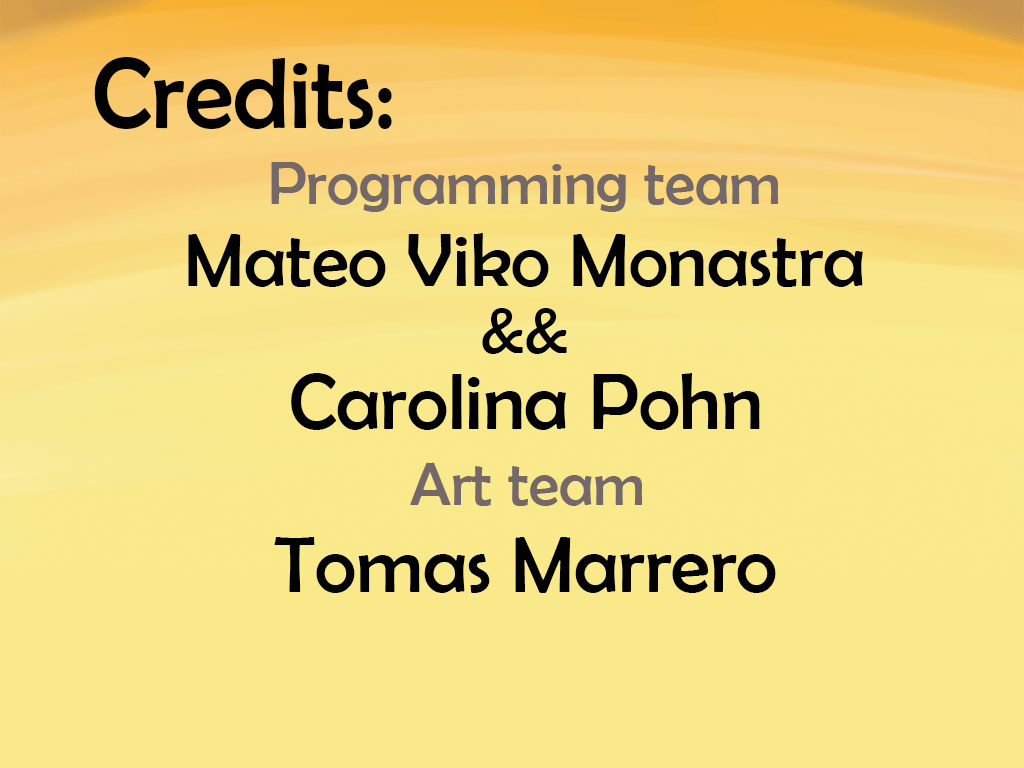 Credits:
Programming team
Mateo Viko Monastra
&&
Carolina Pohn
Art team
Tomas Marrero